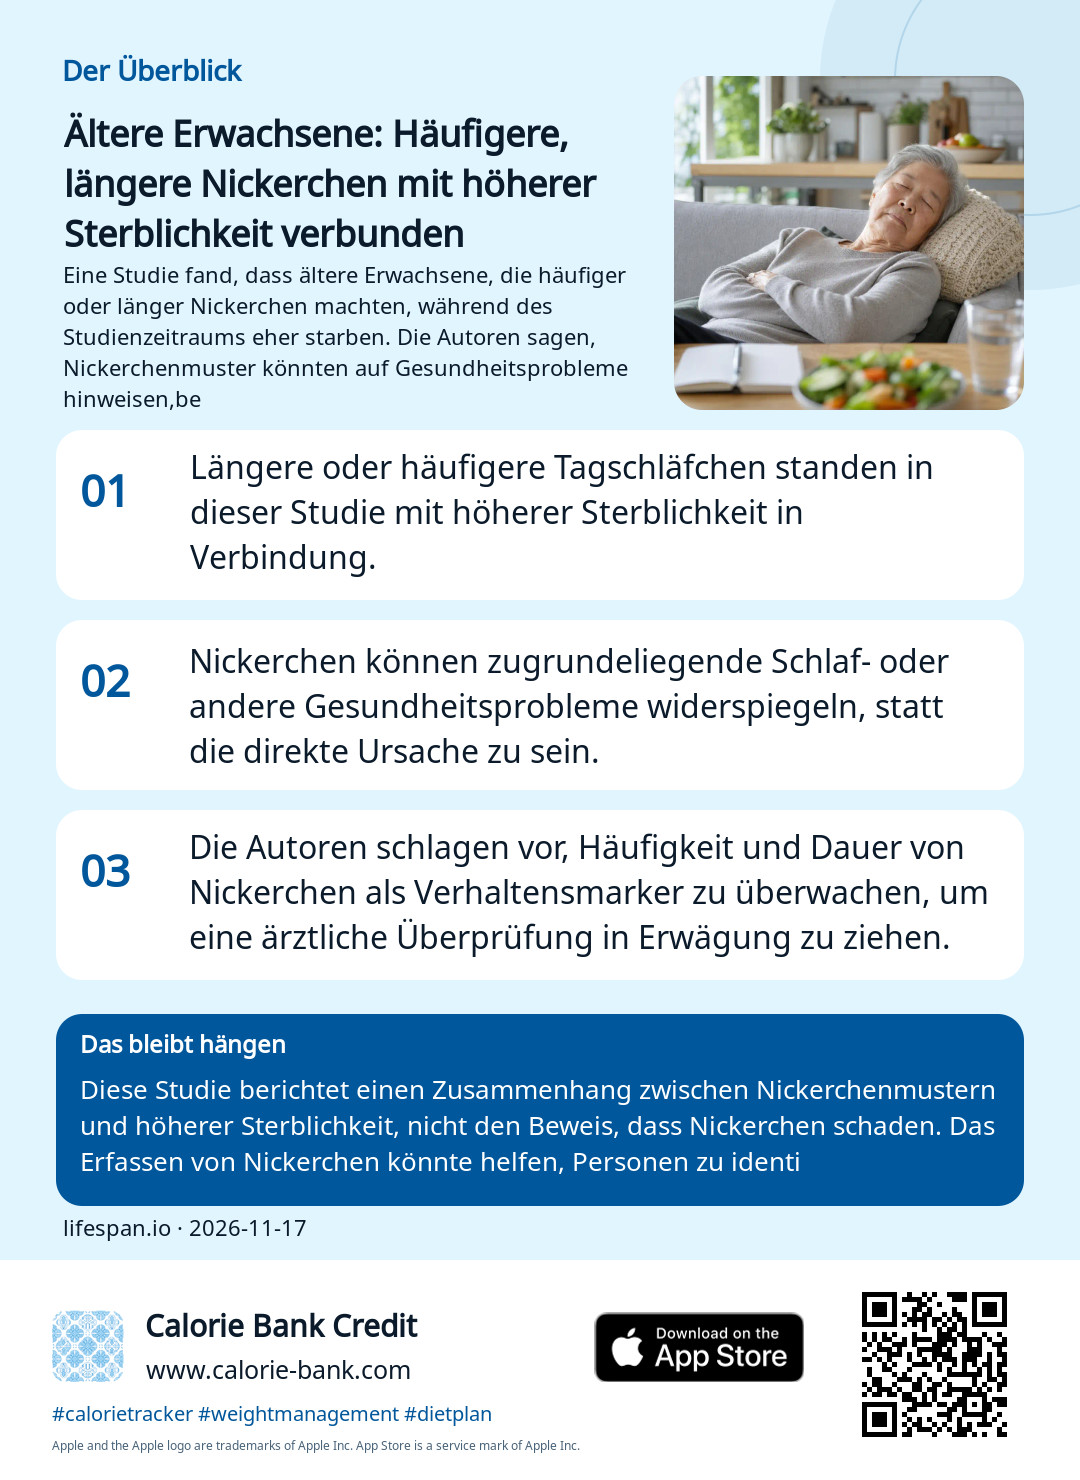 Der Überblick
Ältere Erwachsene: Häufigere,
längere Nickerchen mit höherer
Sterblichkeit verbunden
Eine Studie fand, dass ältere Erwachsene, die häufiger
oder länger Nickerchen machten, während des
Studienzeitraums eher starben. Die Autoren sagen,
Nickerchenmuster könnten auf Gesundheitsprobleme
hinweisen,be
01
Längere oder häufigere Tagschläfchen standen in
dieser Studie mit höherer Sterblichkeit in
Verbindung.
02
Nickerchen können zugrundeliegende Schlaf- oder
andere Gesundheitsprobleme widerspiegeln, statt
die direkte Ursache zu sein.
03
Die Autoren schlagen vor, Häufigkeit und Dauer von
Nickerchen als Verhaltensmarker zu überwachen, um
eine ärztliche Überprüfung in Erwägung zu ziehen.
Das bleibt hängen
Diese Studie berichtet einen Zusammenhang zwischen Nickerchenmustern
und höherer Sterblichkeit, nicht den Beweis, dass Nickerchen schaden. Das
Erfassen von Nickerchen könnte helfen, Personen zu identi
lifespan.io · 2026-11-17
Calorie Bank Credit
www.calorie-bank.com
#calorietracker #weightmanagement #dietplan
Apple and the Apple logo are trademarks of Apple Inc. App Store is a service mark of Apple Inc.
Download on the
App Store